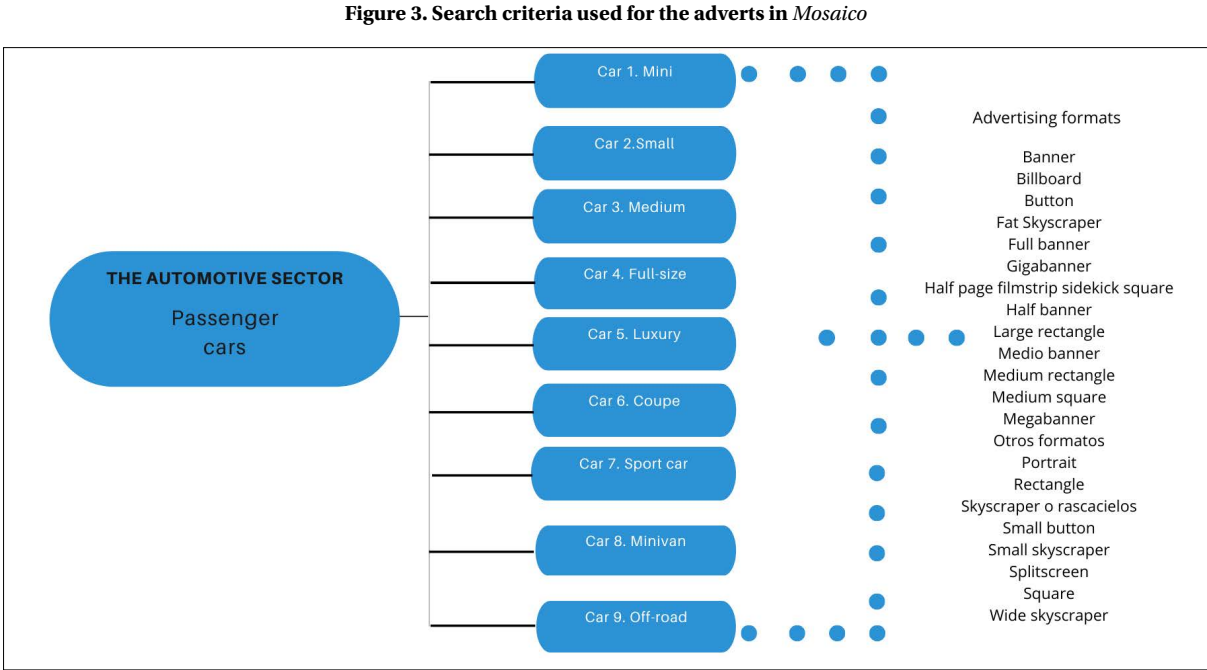 Figure 3. Search criteria used for the adverts in Mosaico
THE AUTOMOTIVE SECTOR
Passenger
cars
Car 1. Mini
Car 2.Small
Car 3. Medium
Car 4. Full-size
Car 5. Luxury
Car 6. Coupe
Car 7. Sport car
Car 8. Minivan
Car 9. Off-road
Advertising formats
Banner
Billboard
Button
Fat Skyscraper
Full banner
Gigabanner
Half page filmstrip sidekick square
Half banner
Large rectangle
Medio banner
Medium rectangle
Medium square
Megabanner
Otros formatos
Portrait
Rectangle
Skyscraper o rascacielos
Small button
Small skyscraper
Splitscreen
Square
Wide skyscraper